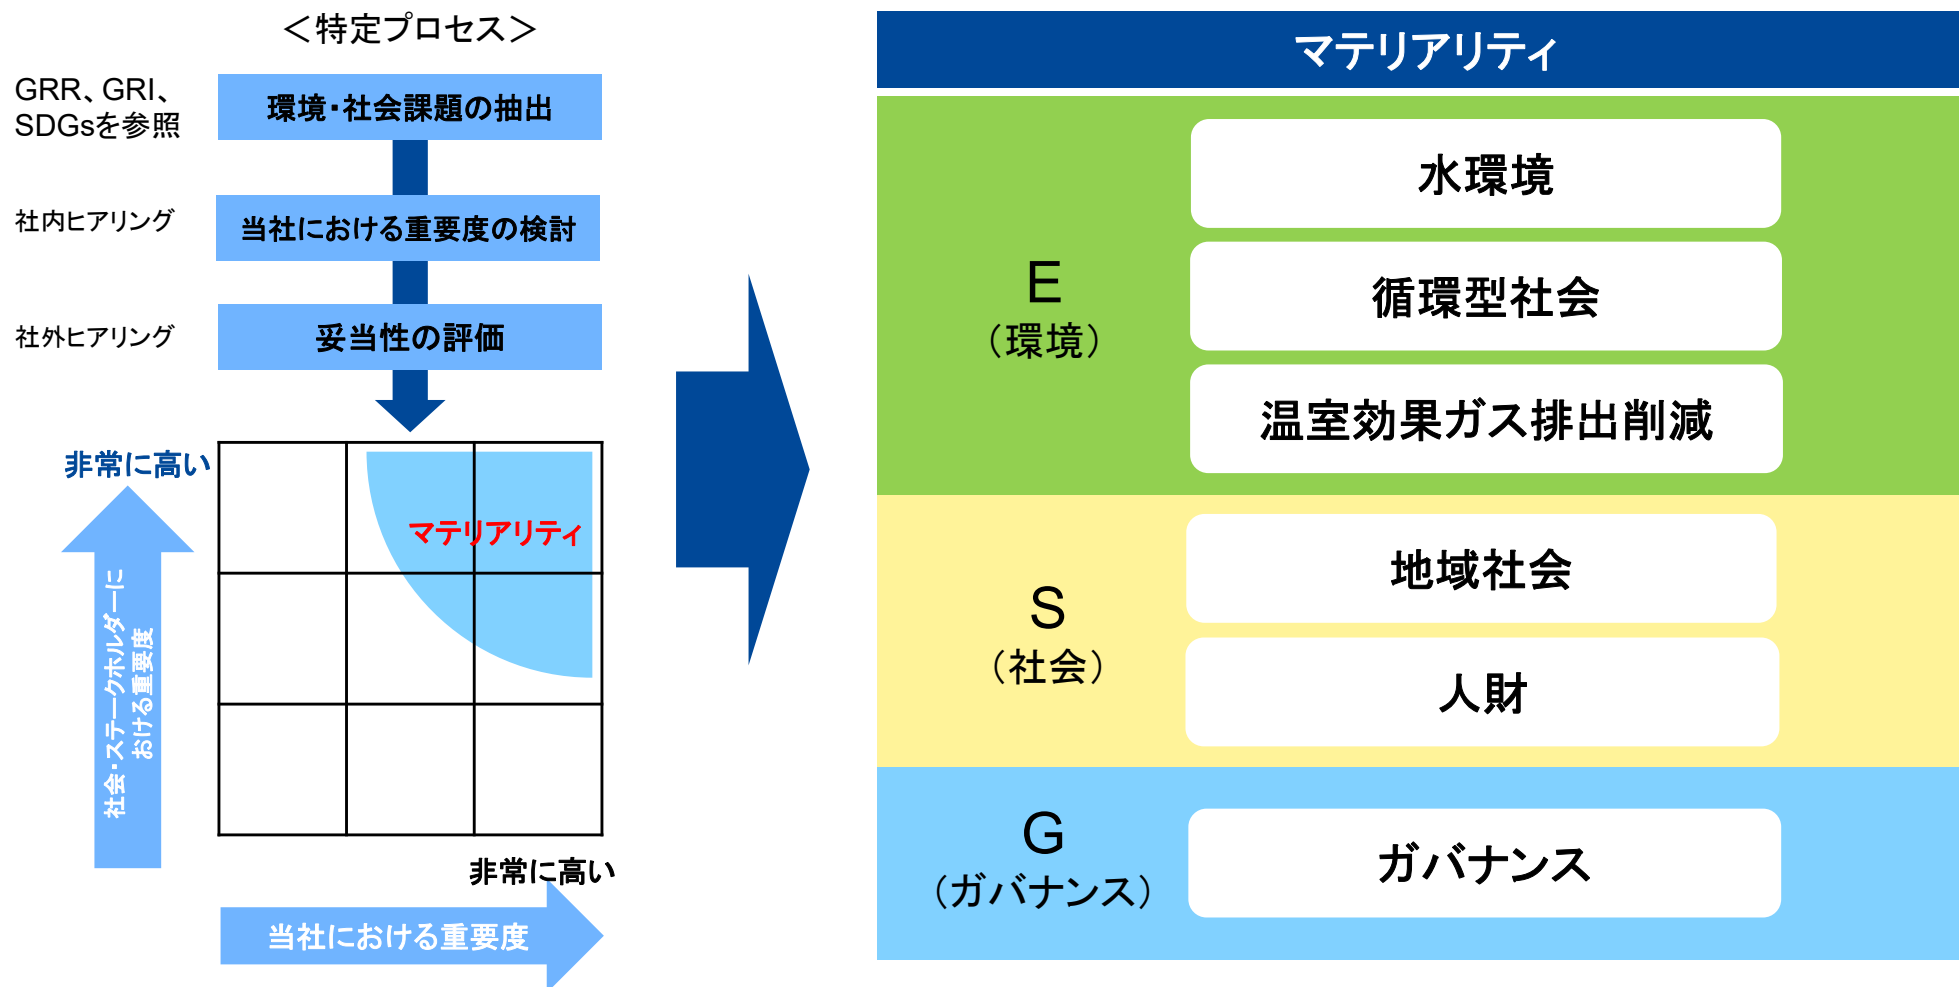 ＜特定プロセス＞
GRR、GRI、
SDGsを参照
環境・社会課題の抽出
社内ヒアリング
当社における重要度の検討
社外ヒアリング
妥当性の評価
非常に高い
社会・ステークホルダーに
おける重要度
マテリアリティ
非常に高い
当社における重要度
マテリアリティ
E
（環境）
水環境
循環型社会
温室効果ガス排出削減
S
（社会）
地域社会
人財
G
（ガバナンス）
ガバナンス